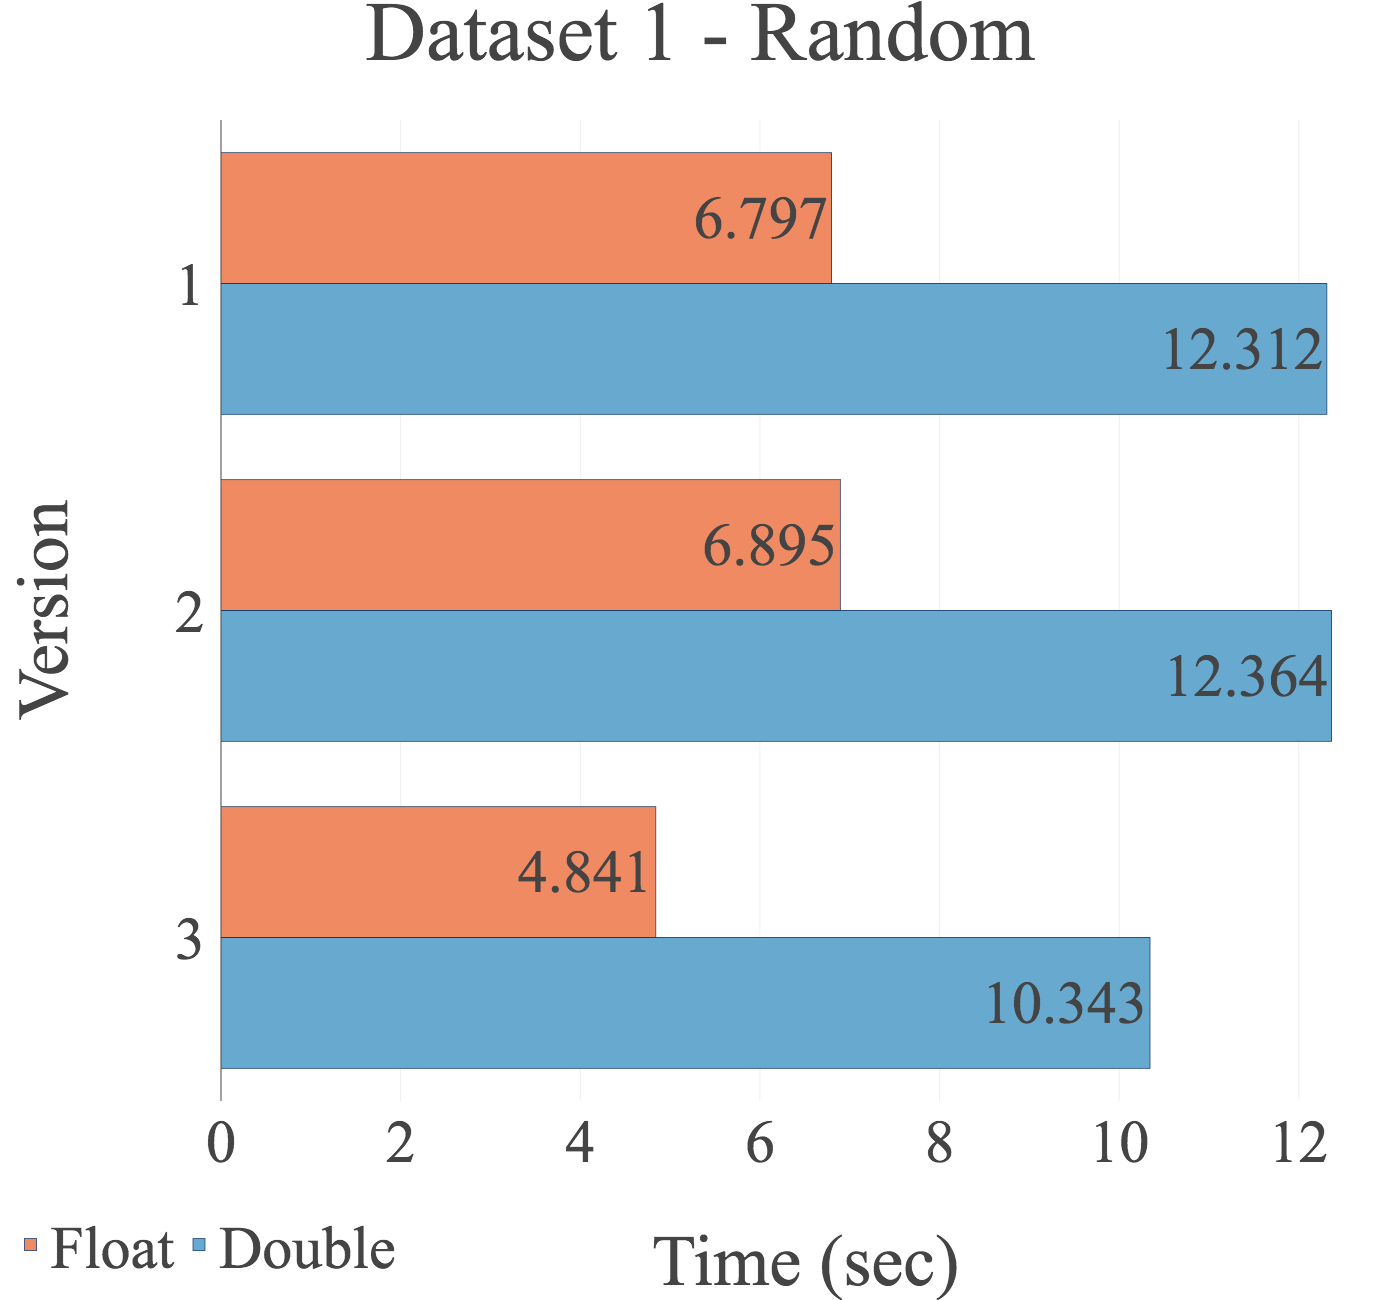 Dataset 1 - Random
6.797
1
12.312
6.895
2
12.364
Version
4.841
3
10.343
0 2 4 6 8 10 12
Float Double
Time (sec)